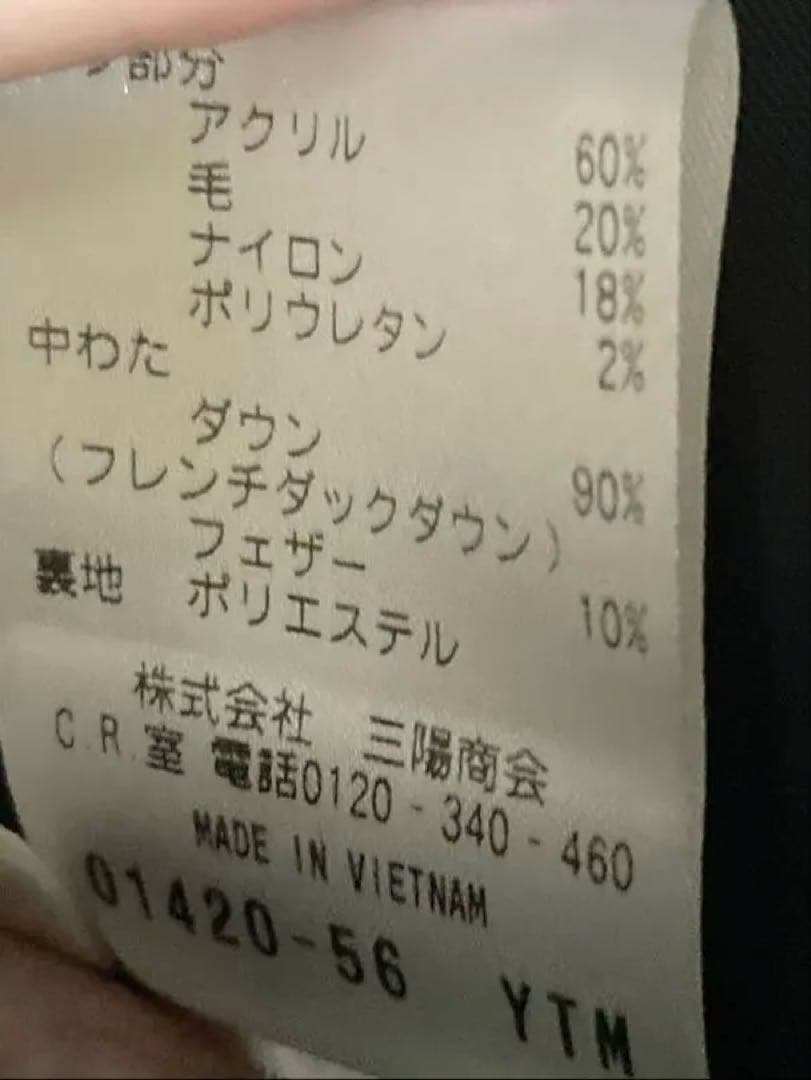 部分
アクリル 60%
毛 20%
ナイロン 18%
ポリウレタン 2%
中わた
ダウン 90%
(フレンチダックダウン)
フェザー 10%
裏地 ポリエステル
株式会社 三陽商会
C.R.室 電話0120-340-460
MADE IN VIETNAM
01420-56 YTM